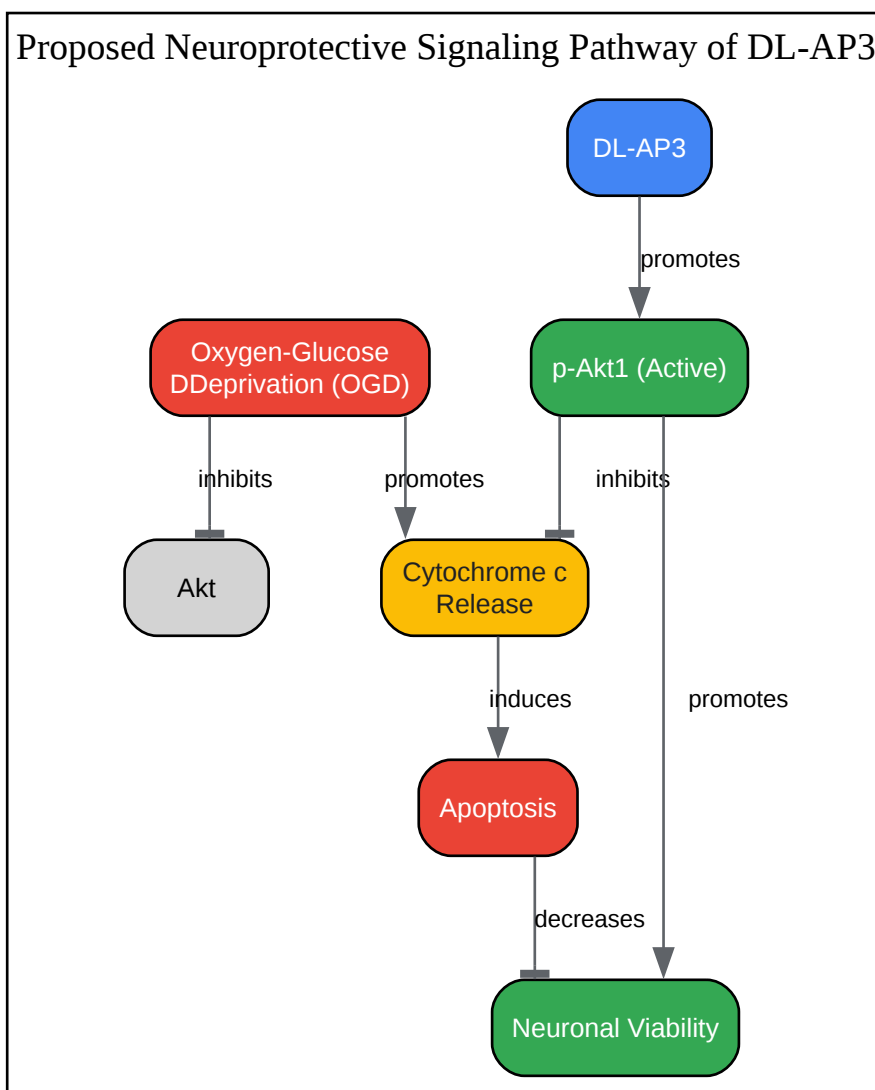 Proposed Neuroprotective Signaling Pathway of DL-AP3
DL-AP3
promotes
Oxygen-Glucose
DDeprivation (OGD)
p-Akt1 (Active)
inhibits
promotes
inhibits
Akt
Cytochrome c
Release
induces
promotes
Apoptosis
decreases
Neuronal Viability